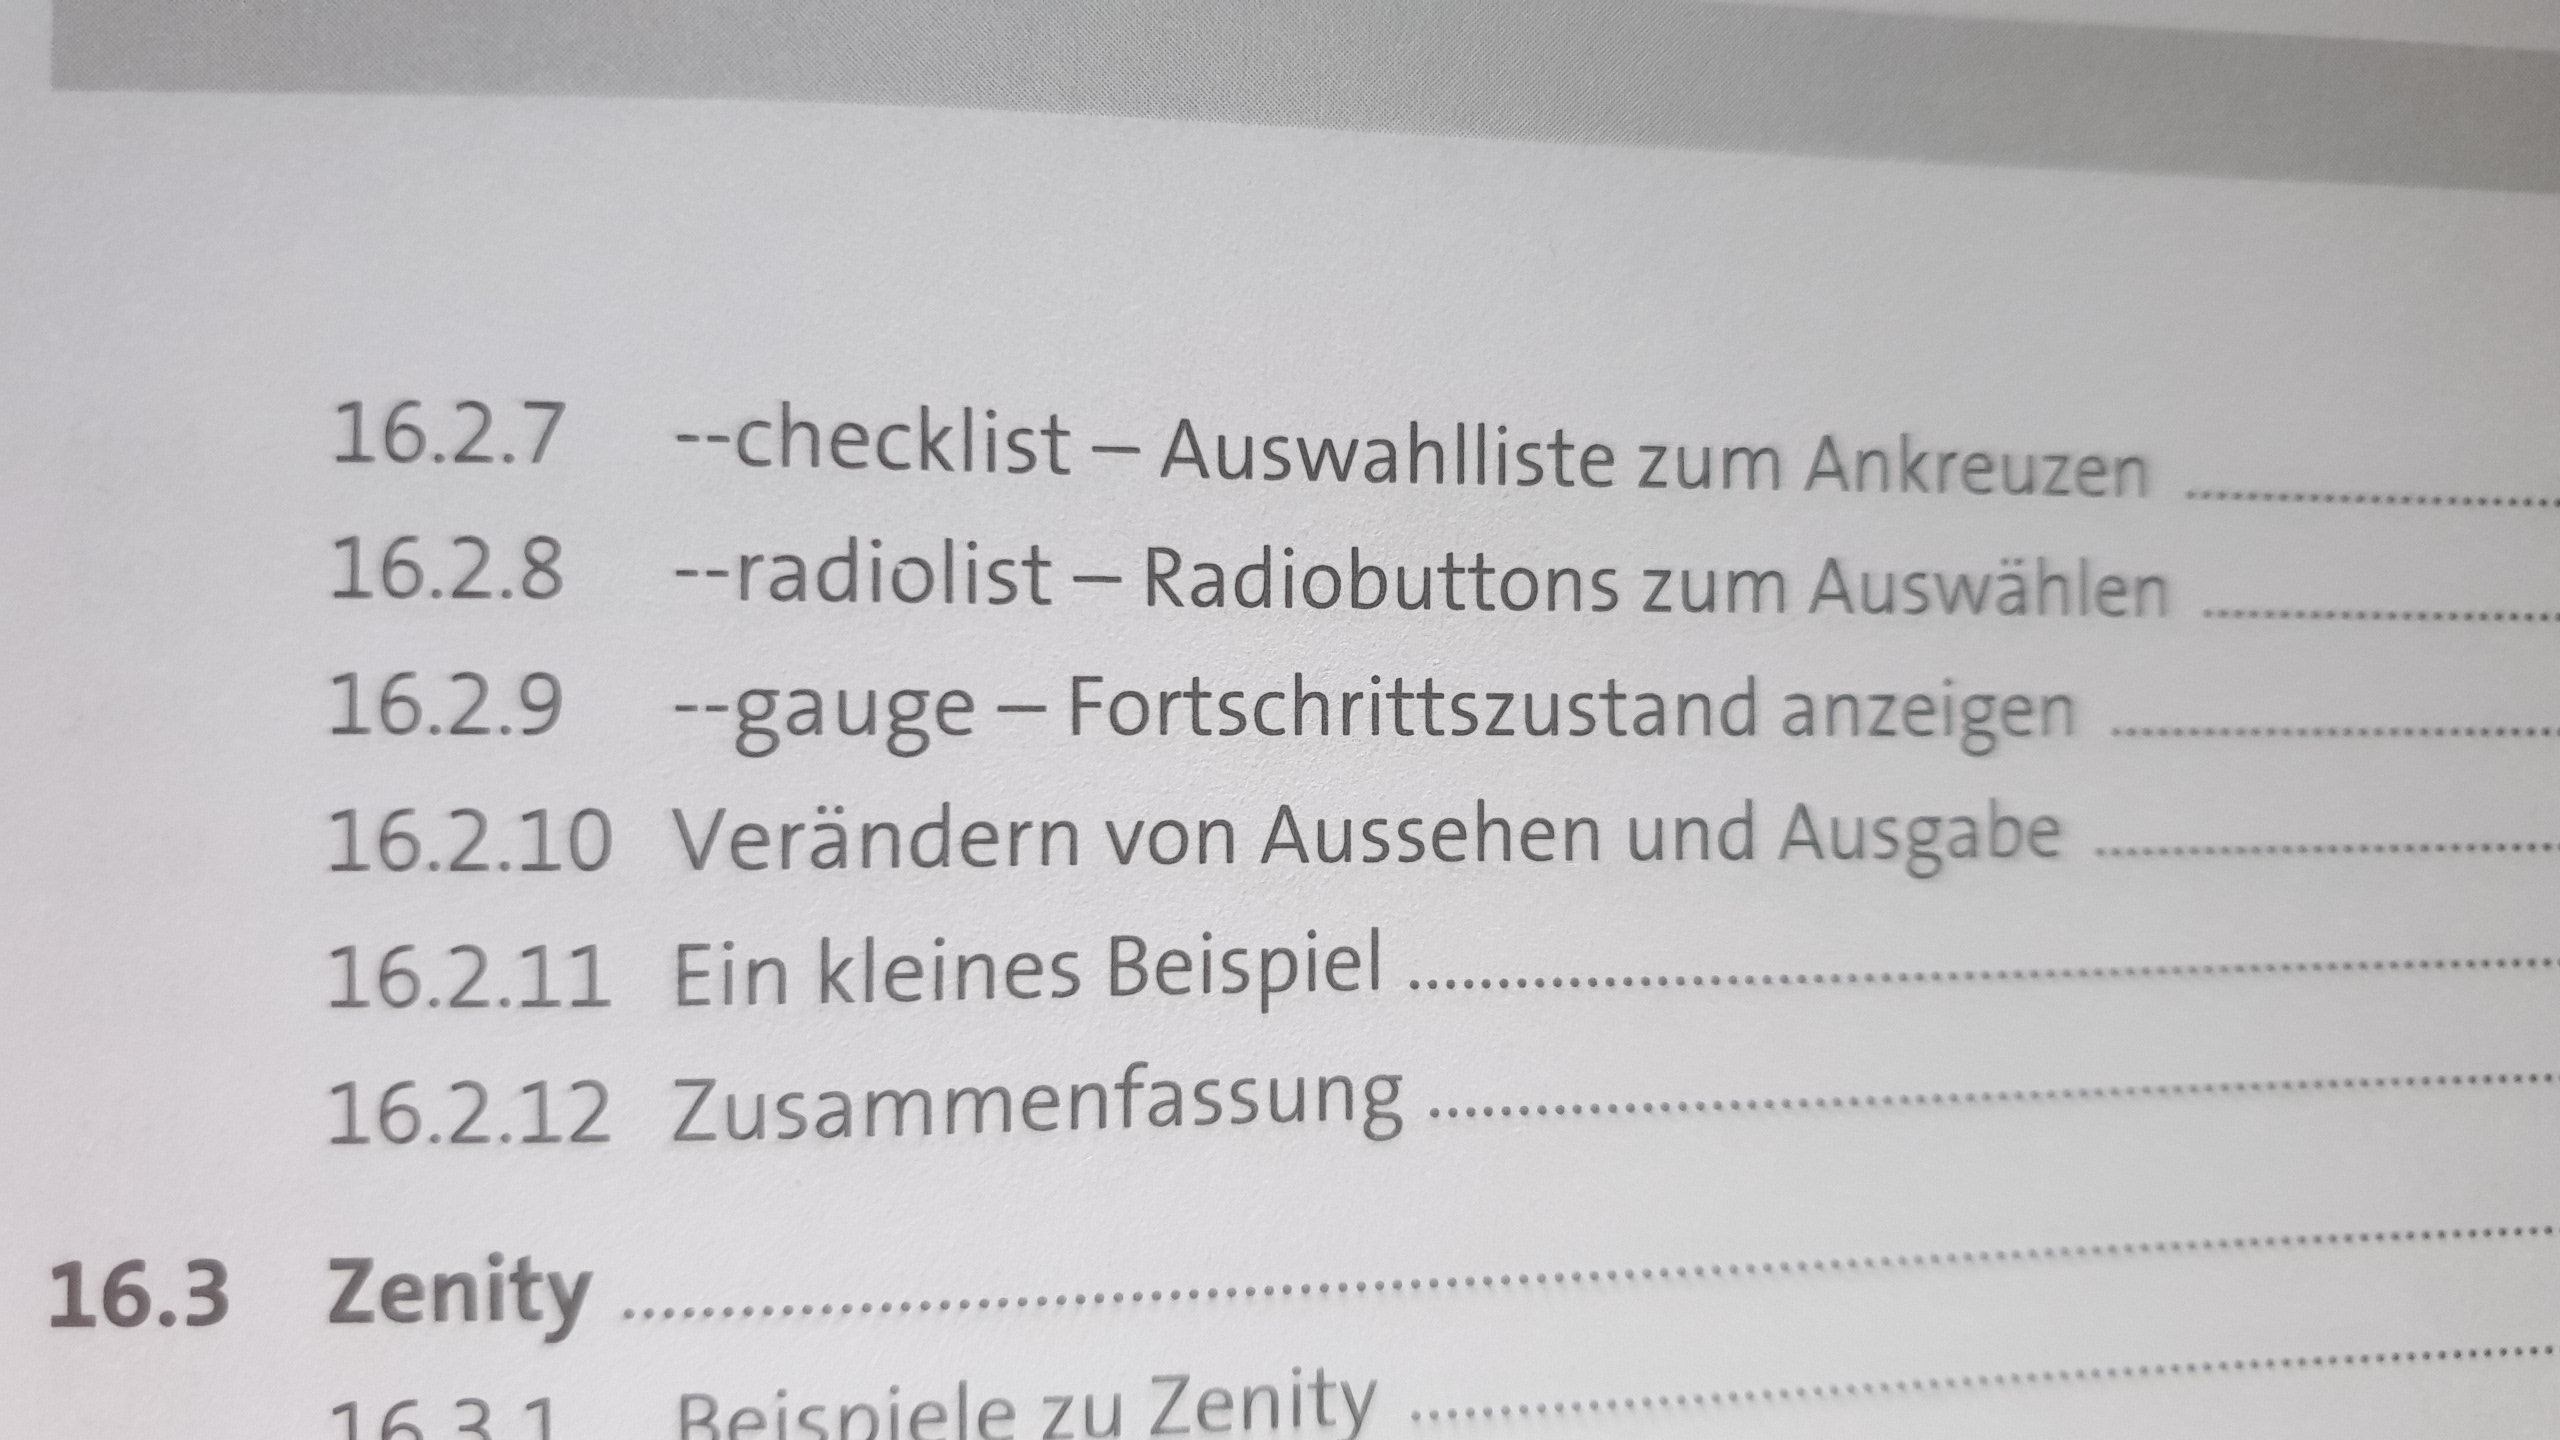 16.2.7 --checklist – Auswahlliste zum Ankreuzen ........................
16.2.8 --radiolist – Radiobuttons zum Auswählen ........................
16.2.9 --gauge – Fortschrittszustand anzeigen ........................
16.2.10 Verändern von Aussehen und Ausgabe ........................
16.2.11 Ein kleines Beispiel ........................
16.2.12 Zusammenfassung ........................
16.3 Zenity ........................
16.3.1 Beispiele zu Zenity ........................